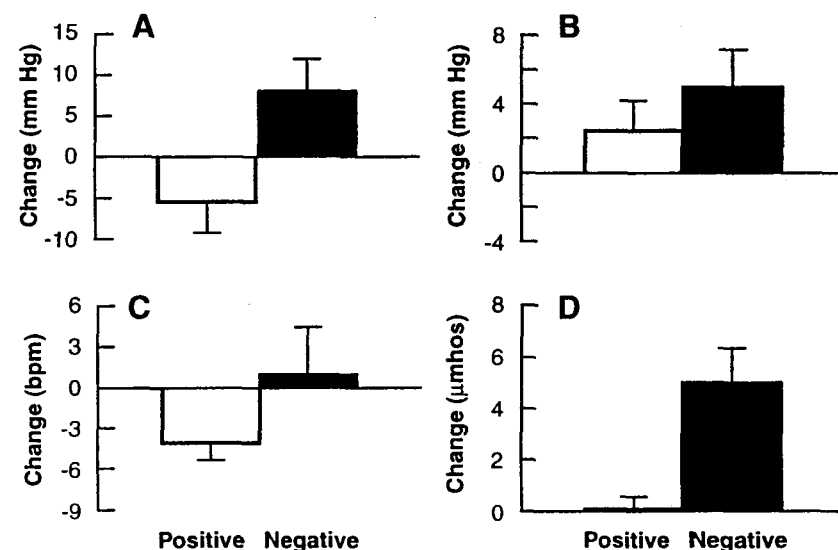 A
Change (mm Hg)
15
10
5
0
-5
-10
B
Change (mm Hg)
8
4
0
-4
C
Change (bpm)
6
3
0
-3
-6
-9
Positive Negative
D
Change (µmhos)
8
6
4
2
0
Positive Negative